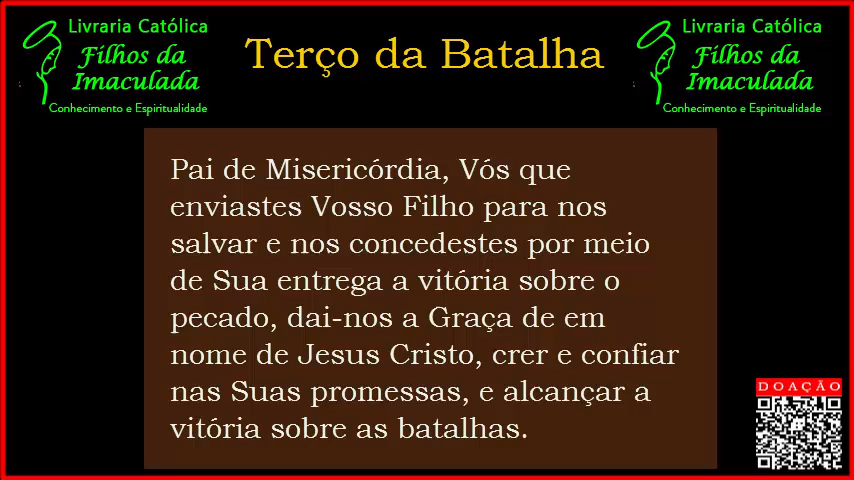 Livraria Católica
Filhos da
Imaculada
Conhecimento e Espiritualidade
Terço da Batalha
Livraria Católica
Filhos da
Imaculada
Conhecimento e Espiritualidade
Pai de Misericórdia, Vós que
enviastes Vosso Filho para nos
salvar e nos concedestes por meio
de Sua entrega a vitória sobre o
pecado, dai-nos a Graça de em
nome de Jesus Cristo, crer e confiar
nas Suas promessas, e alcançar a
vitória sobre as batalhas.
DOAÇÃO